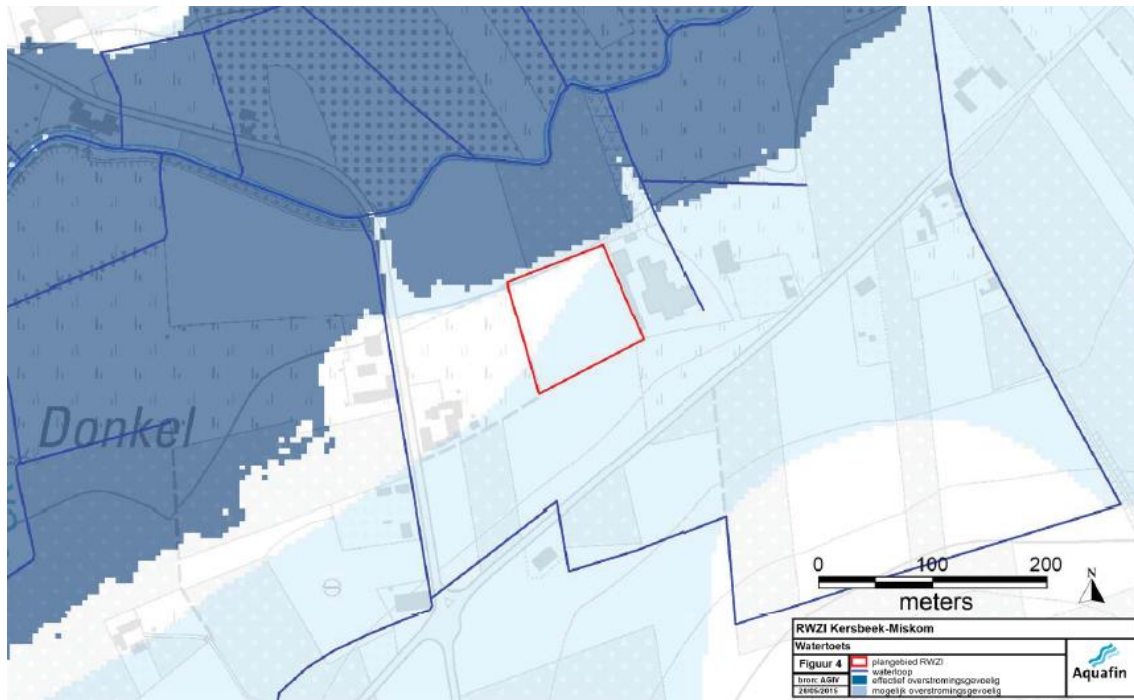 Donkel
0 100 200
meters
N
RWZI Kersbeek-Miskom
Watertoets
Figuur 4
bron: AGIV
28/05/2015
plangebied RWZI
waterloop
effectief overstromingsgevoelig
mogelijk overstromingsgevoelig
Aquafin